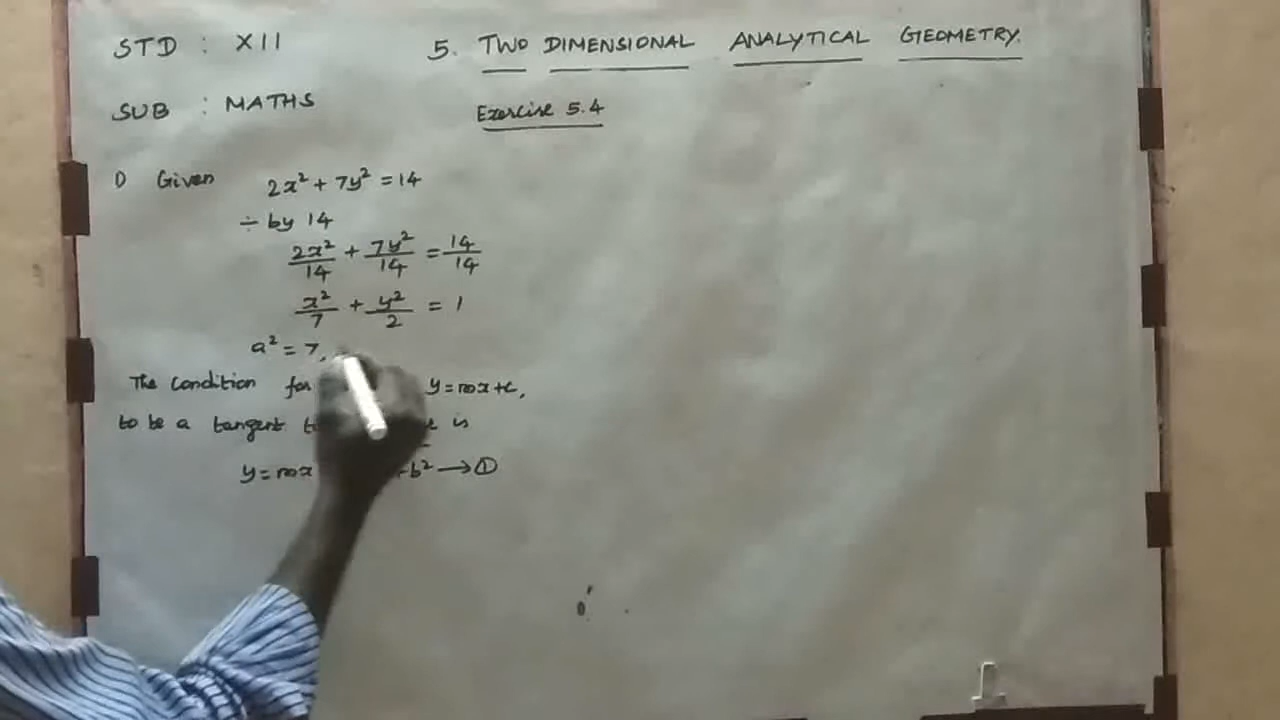 STD : XII
5. TWO DIMENSIONAL ANALYTICAL GEOMETRY.
SUB : MATHS
Exercise 5.4
1) Given 2x² + 7y² = 14
÷ by 14
2x²/14 + 7y²/14 = 14/14
x²/7 + y²/2 = 1
a² = 7,
The Condition for y = mx+c,
to be a tangent is
y = mx +b² → ①